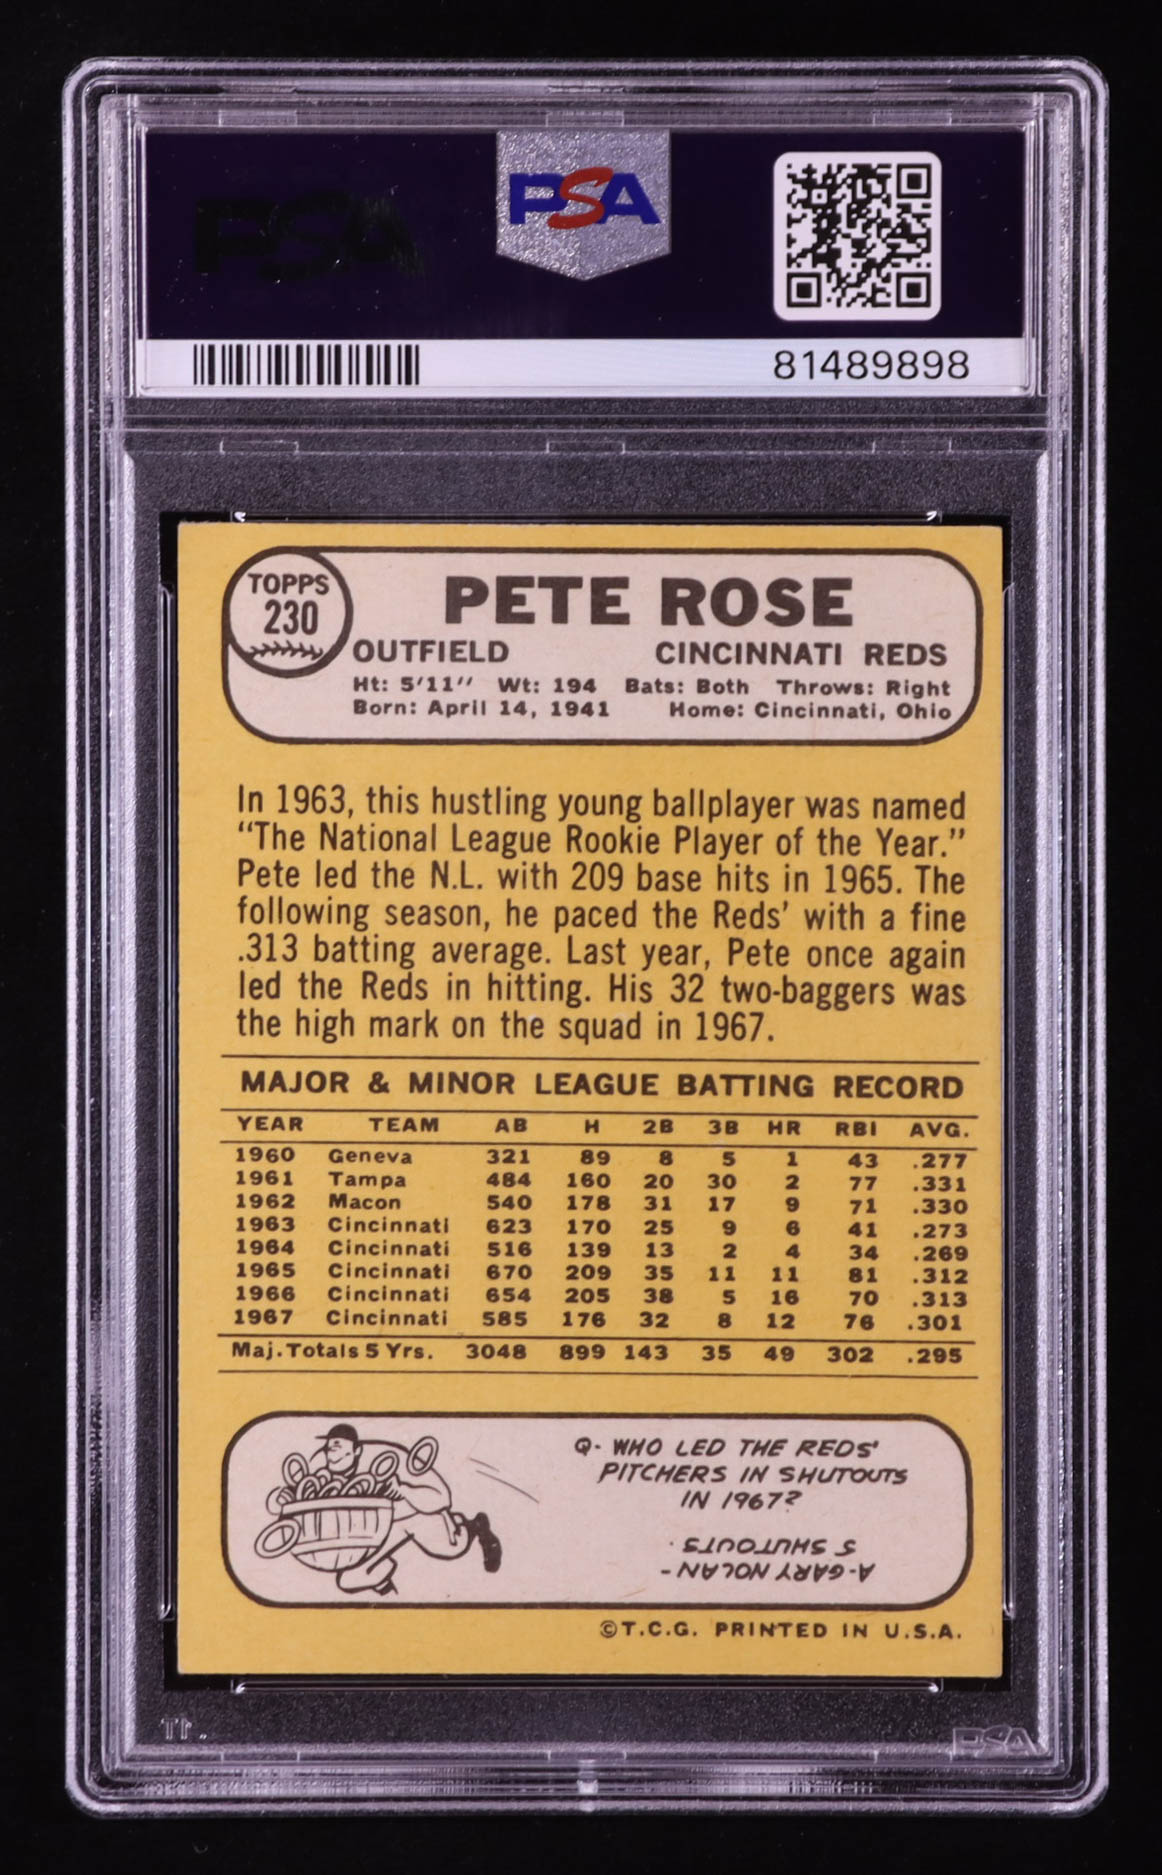 PSA
PSA
81489898
TOPPS
230
PETE ROSE
OUTFIELD CINCINNATI REDS
Ht: 5'11'' Wt: 194 Bats: Both Throws: Right
Born: April 14, 1941 Home: Cincinnati, Ohio
In 1963, this hustling young ballplayer was named
“The National League Rookie Player of the Year.”
Pete led the N.L. with 209 base hits in 1965. The
following season, he paced the Reds’ with a fine
.313 batting average. Last year, Pete once again
led the Reds in hitting. His 32 two-baggers was
the high mark on the squad in 1967.
MAJOR & MINOR LEAGUE BATTING RECORD
YEAR TEAM AB H 2B 3B HR RBI AVG.
1960 Geneva 321 89 8 5 1 43 .277
1961 Tampa 484 160 20 30 2 77 .331
1962 Macon 540 178 31 17 9 71 .330
1963 Cincinnati 623 170 25 9 6 41 .273
1964 Cincinnati 516 139 13 2 4 34 .269
1965 Cincinnati 670 209 35 11 11 81 .312
1966 Cincinnati 654 205 38 5 16 70 .313
1967 Cincinnati 585 176 32 8 12 76 .301
Maj. Totals 5 Yrs. 3048 899 143 35 49 302 .295
Q- WHO LED THE REDS'
PITCHERS IN SHUTOUTS
IN 1967?
A-GARY NOLAN-
5 SHUTOUTS.
©T.C.G. PRINTED IN U.S.A.
PSA